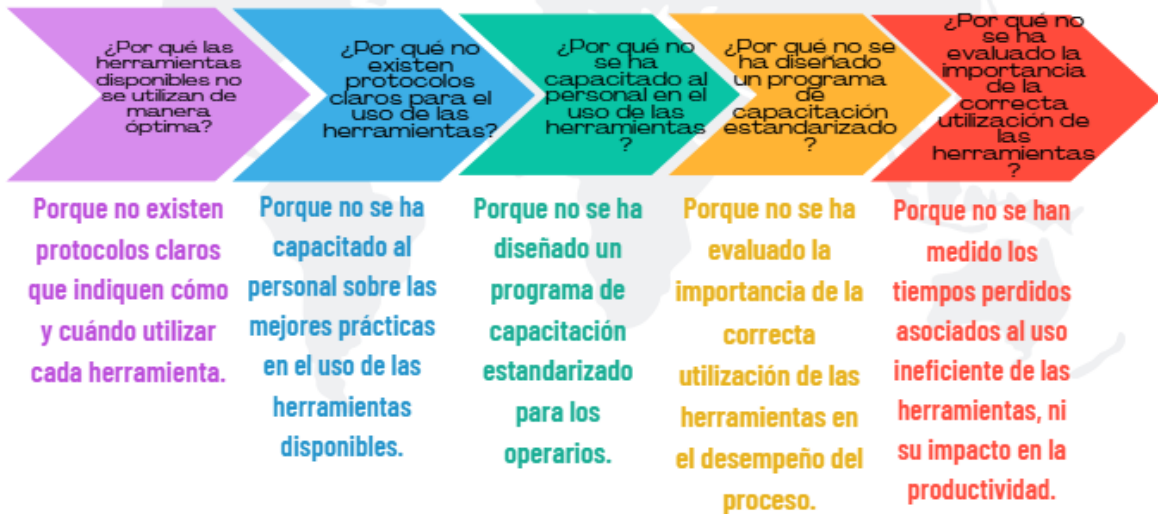 ¿Por qué las
herramientas
disponibles no
se utilizan de
manera
óptima?
¿Por qué no
existen
protocolos
claros para el
uso de las
herramientas?
¿Por qué no
se ha
capacitado al
personal en el
uso de las
herramientas
?
¿Por qué no se
ha diseñado
un programa
de
capacitación
estandarizado
?
¿Por qué no
se ha
evaluado la
importancia
de la
correcta
utilización de
las
herramientas
?
Porque no existen
protocolos claros
que indiquen cómo
y cuándo utilizar
cada herramienta.
Porque no se ha
capacitado al
personal sobre las
mejores prácticas
en el uso de las
herramientas
disponibles.
Porque no se ha
diseñado un
programa de
capacitación
estandarizado
para los
operarios.
Porque no se ha
evaluado la
importancia de la
correcta
utilización de las
herramientas en
el desempeño del
proceso.
Porque no se han
medido los
tiempos perdidos
asociados al uso
ineficiente de las
herramientas, ni
su impacto en la
productividad.